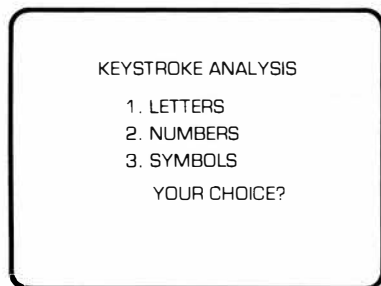 KEYSTROKE ANALYSIS
1. LETTERS
2. NUMBERS
3. SYMBOLS
YOUR CHOICE?